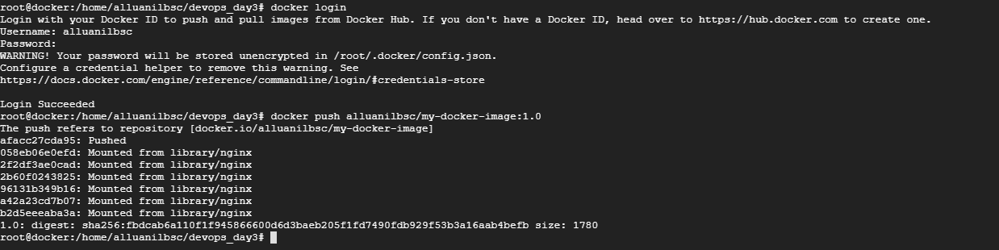 root@docker:/home/alluanilbsc/devops_day3# docker login
Login with your Docker ID to push and pull images from Docker Hub. If you don't have a Docker ID, head over to https://hub.docker.com to create one.
Username: alluanilbsc
Password:
WARNING! Your password will be stored unencrypted in /root/.docker/config.json.
Configure a credential helper to remove this warning. See
https://docs.docker.com/engine/reference/commandline/login/#credentials-store
Login Succeeded
root@docker:/home/alluanilbsc/devops_day3# docker push alluanilbsc/my-docker-image:1.0
The push refers to repository [docker.io/alluanilbsc/my-docker-image]
afacc27cda95: Pushed
058eb06e0efd: Mounted from library/nginx
2f2df3ae0cad: Mounted from library/nginx
2b60f0243825: Mounted from library/nginx
96131b349b16: Mounted from library/nginx
a42a23cd7b07: Mounted from library/nginx
b2d5eeeaba3a: Mounted from library/nginx
1.0: digest: sha256:fbdcab6a110f1f945866600d6d3baeb205f1fd7490fdb929f53b3a16aab4befb size: 1780
root@docker:/home/alluanilbsc/devops_day3#